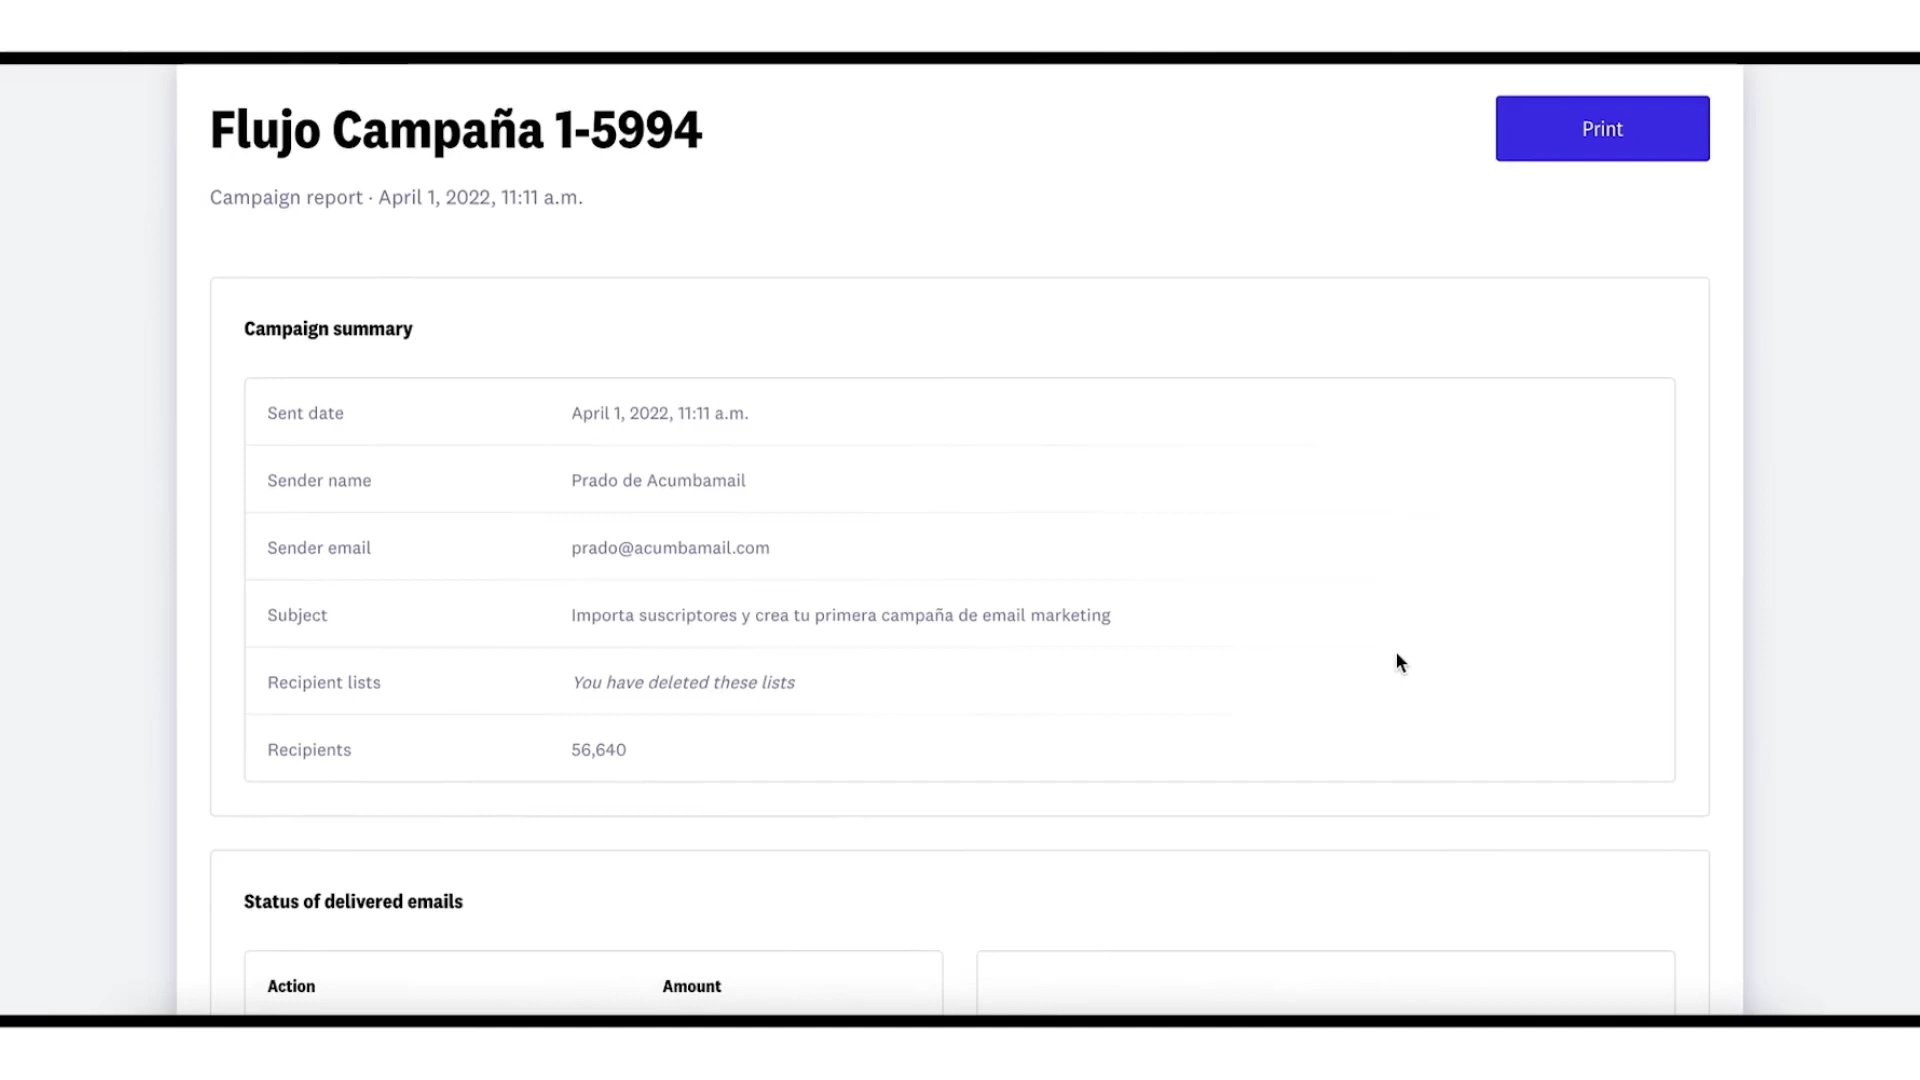 Flujo Campaña 1-5994
Print
Campaign report · April 1, 2022, 11:11 a.m.
Campaign summary
Sent date April 1, 2022, 11:11 a.m.
Sender name Prado de Acumbamail
Sender email prado@acumbamail.com
Subject Importa suscriptores y crea tu primera campaña de email marketing
Recipient lists You have deleted these lists
Recipients 56,640
Status of delivered emails
Action Amount